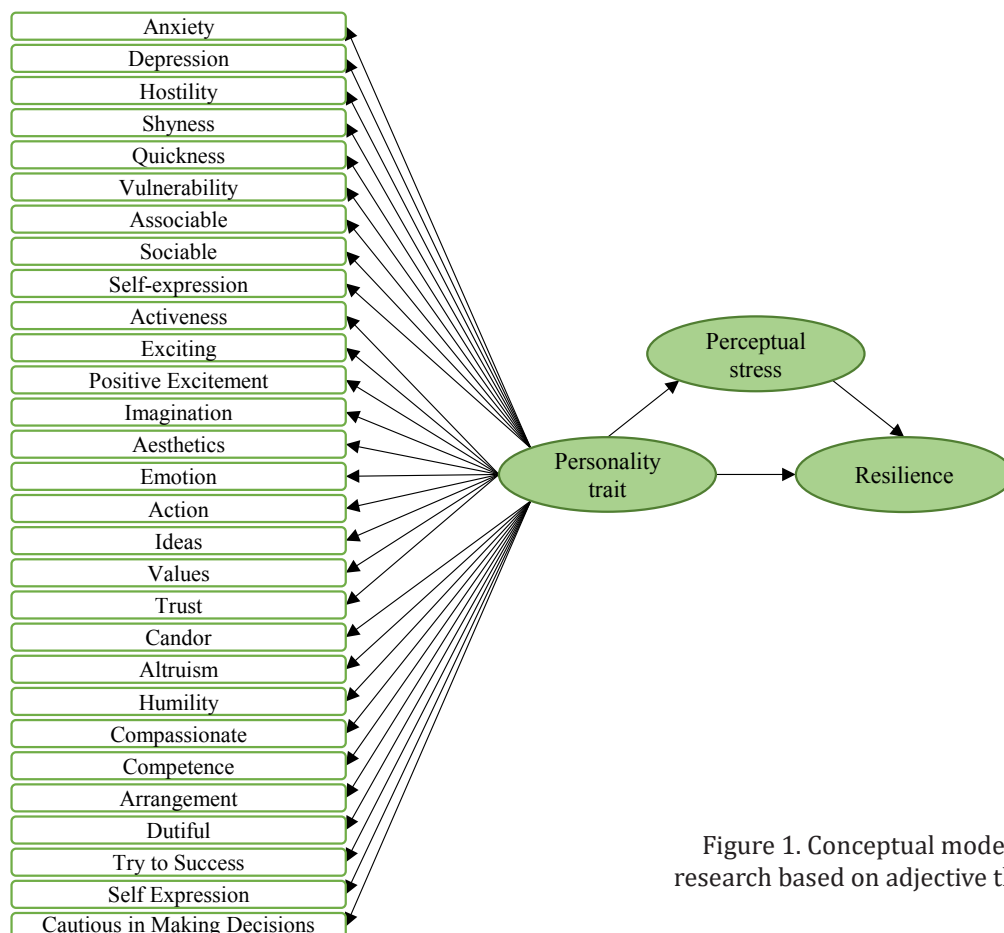 Anxiety
Depression
Hostility
Shyness
Quickness
Vulnerability
Associable
Sociable
Self-expression
Activeness
Exciting
Positive Excitement
Imagination
Aesthetics
Emotion
Action
Ideas
Values
Trust
Candor
Altruism
Humility
Compassionate
Competence
Arrangement
Dutiful
Try to Success
Self Expression
Cautious in Making Decisions
Personality
trait
Perceptual
stress
Resilience
Figure 1. Conceptual mode
research based on adjective th